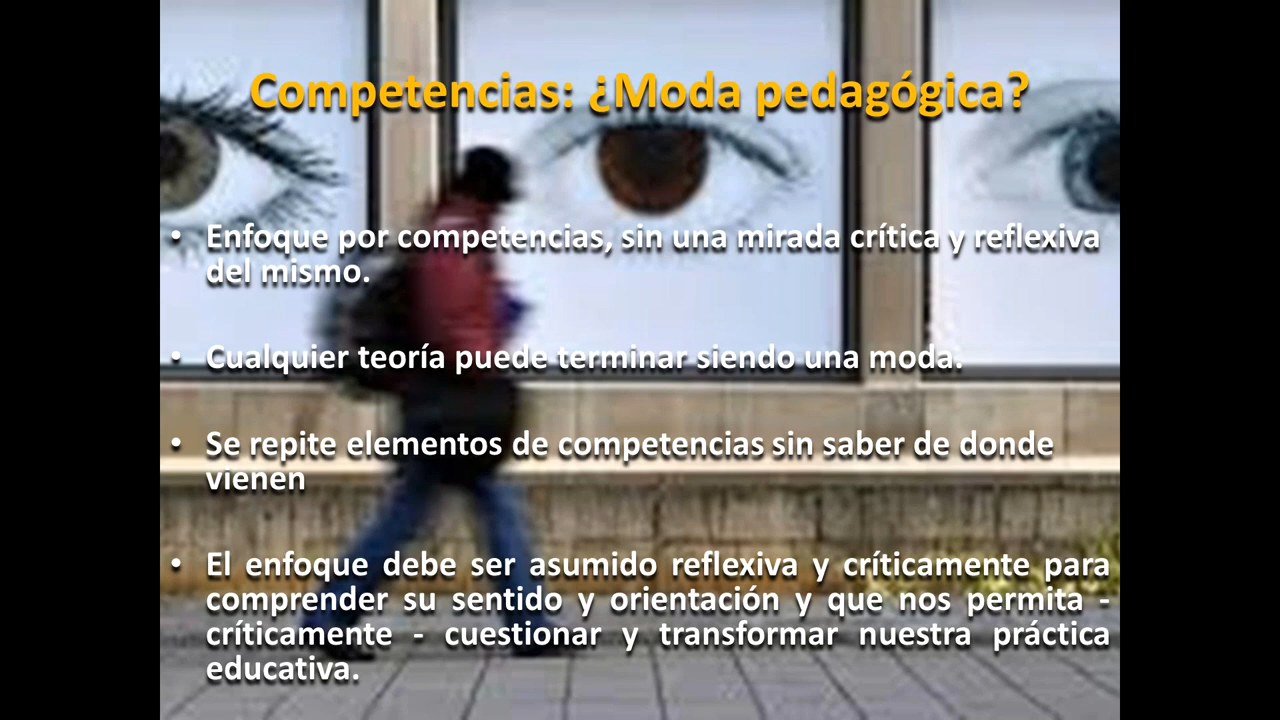 Competencias: ¿Moda pedagógica?
• Enfoque por competencias, sin una mirada crítica y reflexiva
del mismo.
• Cualquier teoría puede terminar siendo una moda.
• Se repite elementos de competencias sin saber de donde
vienen
• El enfoque debe ser asumido reflexiva y críticamente para
comprender su sentido y orientación y que nos permita -
críticamente - cuestionar y transformar nuestra práctica
educativa.